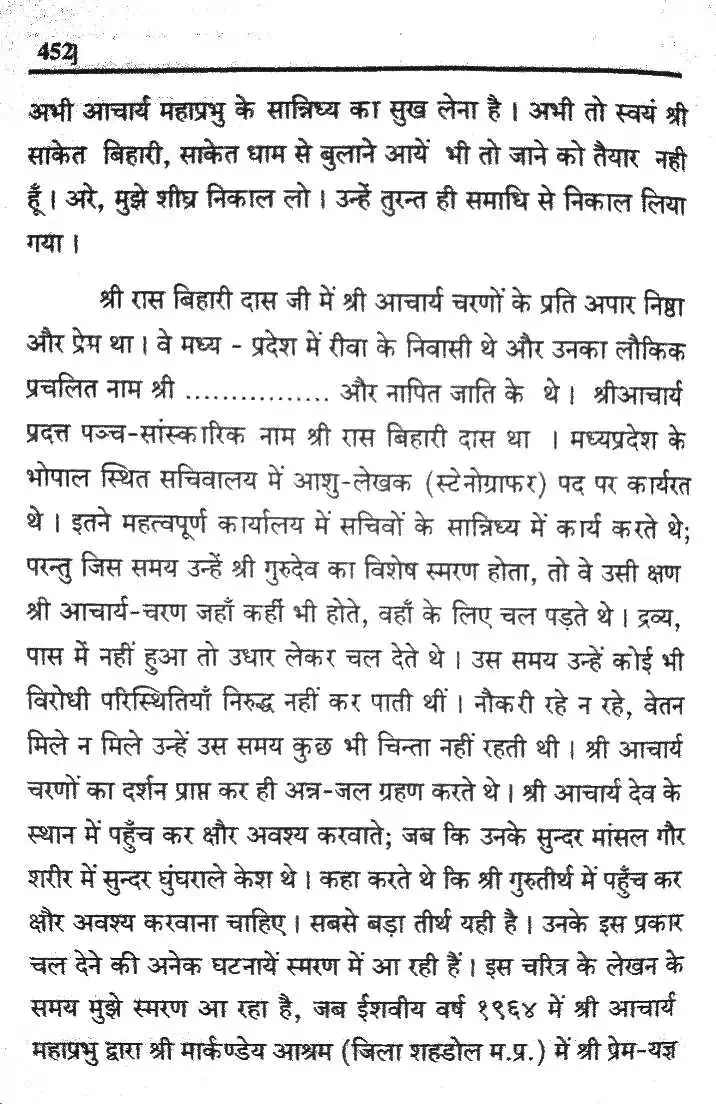 452]
अभी आचार्य महाप्रभु के सान्निध्य का सुख लेना है । अभी तो स्वयं श्री
साकेत बिहारी, साकेत धाम से बुलाने आयें भी तो जाने को तैयार नही
हूँ । अरे, मुझे शीघ्र निकाल लो । उन्हें तुरन्त ही समाधि से निकाल लिया
गया ।
श्री रास बिहारी दास जी में श्री आचार्य चरणों के प्रति अपार निष्ठा
और प्रेम था । वे मध्य - प्रदेश में रीवा के निवासी थे और उनका लौकिक
प्रचलित नाम श्री ................ और नापित जाति के थे । श्रीआचार्य
प्रदत्त पञ्च-सांस्कारिक नाम श्री रास बिहारी दास था । मध्यप्रदेश के
भोपाल स्थित सचिवालय में आशु-लेखक (स्टेनोग्राफर) पद पर कार्यरत
थे । इतने महत्वपूर्ण कार्यालय में सचिवों के सान्निध्य में कार्य करते थे;
परन्तु जिस समय उन्हें श्री गुरुदेव का विशेष स्मरण होता, तो वे उसी क्षण
श्री आचार्य-चरण जहाँ कहीं भी होते, वहाँ के लिए चल पड़ते थे । द्रव्य,
पास में नहीं हुआ तो उधार लेकर चल देते थे । उस समय उन्हें कोई भी
विरोधी परिस्थितियाँ निरुद्ध नहीं कर पाती थीं । नौकरी रहे न रहे, वेतन
मिले न मिले उन्हें उस समय कुछ भी चिन्ता नहीं रहती थी । श्री आचार्य
चरणों का दर्शन प्राप्त कर ही अन्न-जल ग्रहण करते थे । श्री आचार्य देव के
स्थान में पहुँच कर क्षौर अवश्य करवाते; जब कि उनके सुन्दर मांसल गौर
शरीर में सुन्दर घुंघराले केश थे । कहा करते थे कि श्री गुरुतीर्थ में पहुँच कर
क्षौर अवश्य करवाना चाहिए । सबसे बड़ा तीर्थ यही है । उनके इस प्रकार
चल देने की अनेक घटनायें स्मरण में आ रही हैं । इस चरित्र के लेखन के
समय मुझे स्मरण आ रहा है, जब ईशवीय वर्ष १९६४ में श्री आचार्य
महाप्रभु द्वारा श्री मार्कण्डेय आश्रम (जिला शहडोल म.प्र.) में श्री प्रेम-यज्ञ